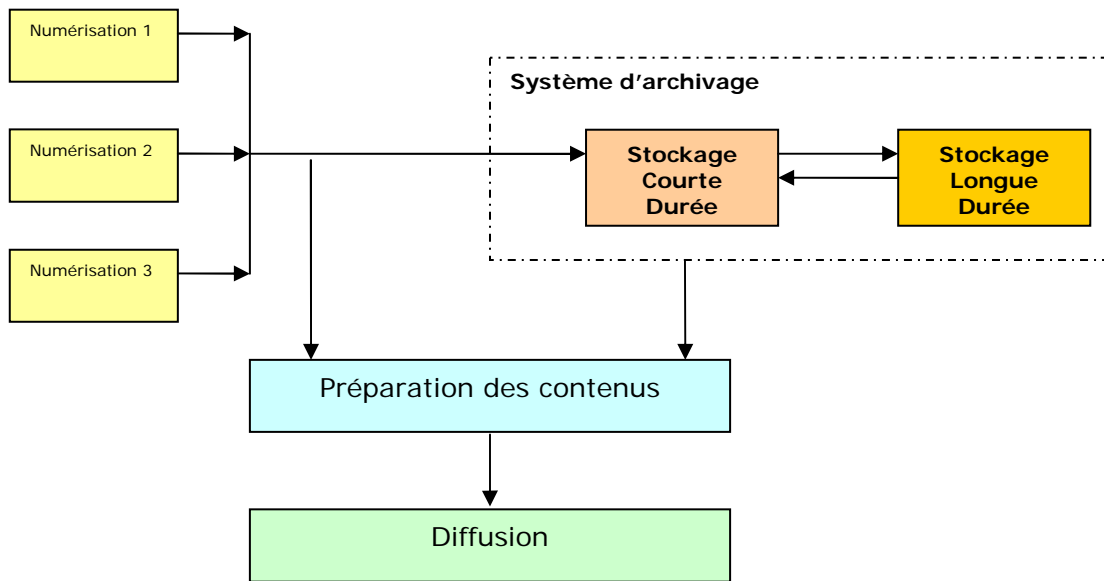 Numérisation 1
Système d'archivage
Numérisation 2
Stockage
Courte
Durée
Stockage
Longue
Durée
Numérisation 3
Préparation des contenus
Diffusion